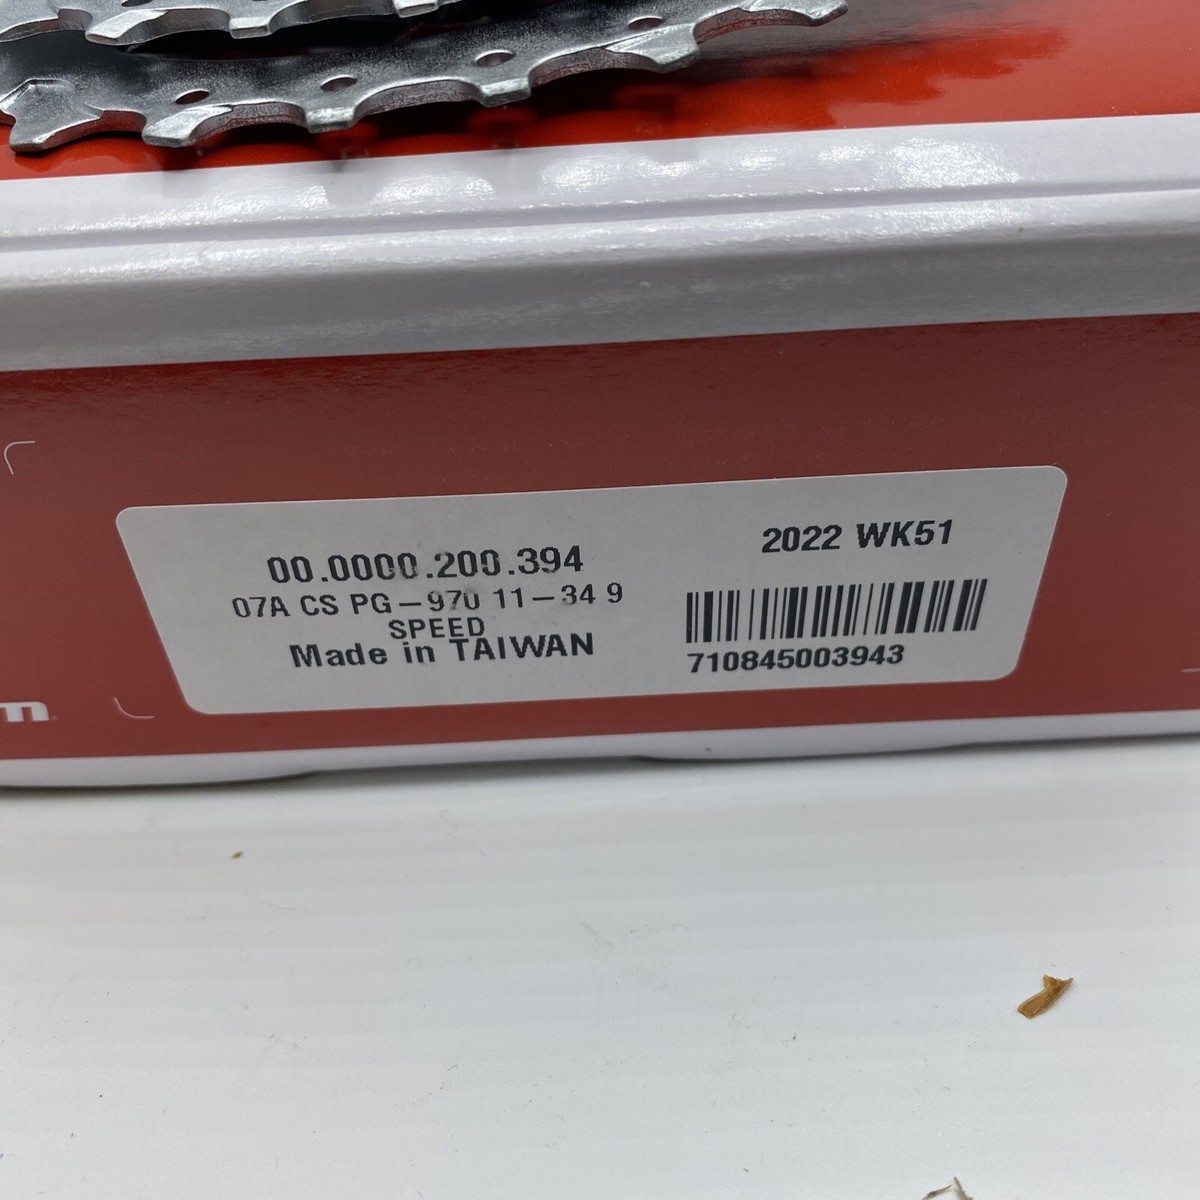 00.0000.200.394
2022 WK51
07A CS PG-970 11-34 9
SPEED
Made in TAIWAN
710845003943
m